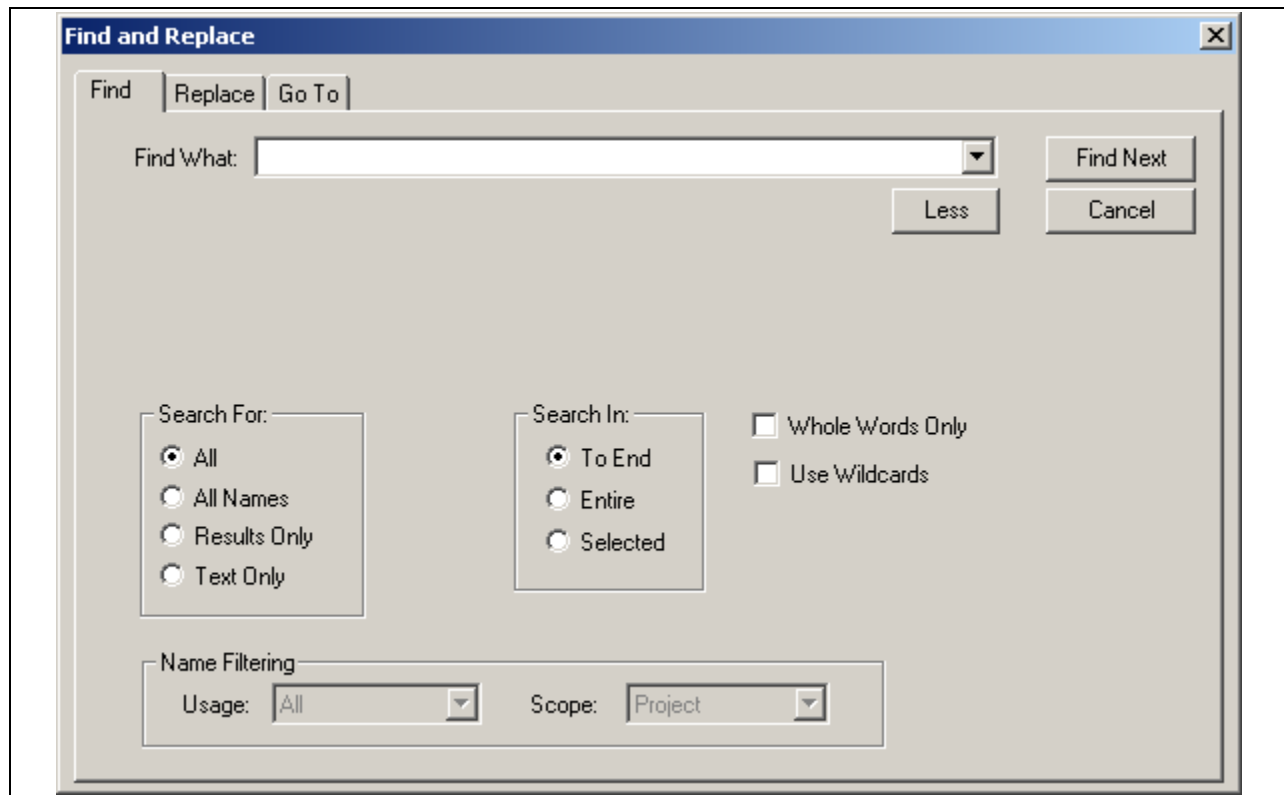 Find and Replace
Find Replace Go To
Find What: Find Next
Less Cancel
Search For: Search In:
Whole Words Only
All To End
Use Wildcards
All Names Entire
Results Only Selected
Text Only
Name Filtering
Usage: All Scope: Project